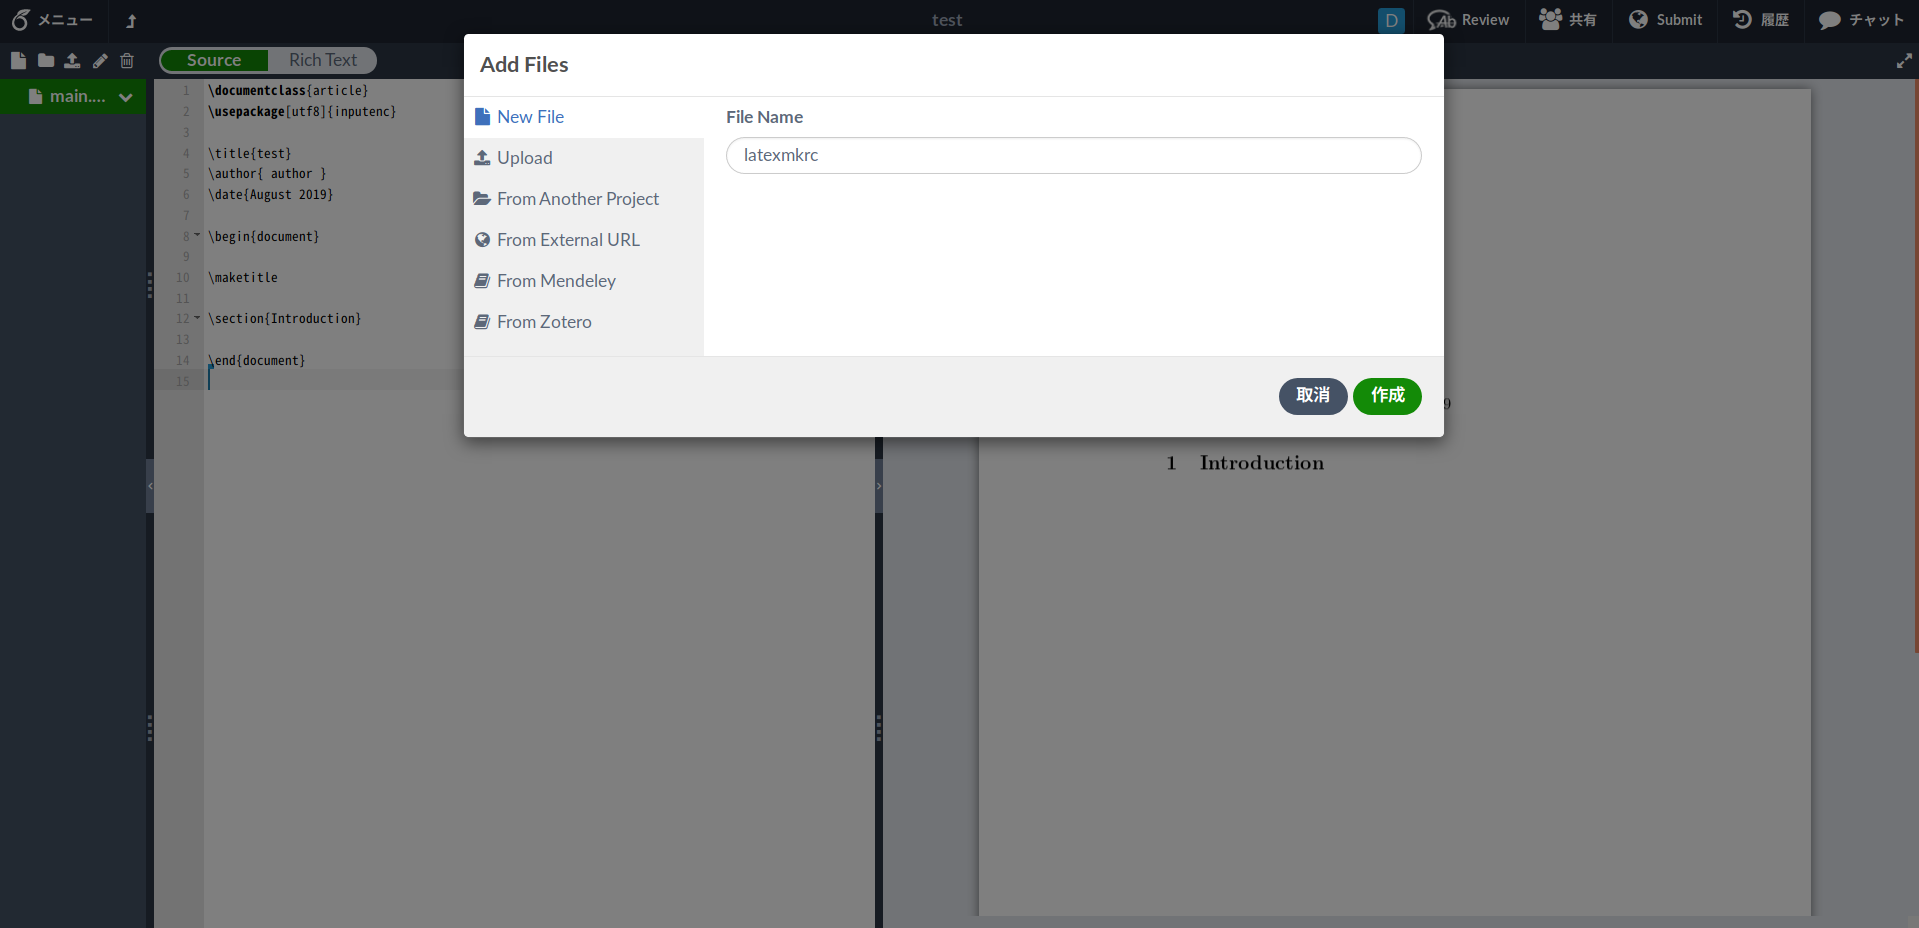 メニュー
test
D
Review
共有
Submit
履歴
チャット
Source
Rich Text
main....
1 \documentclass{article}
2 \usepackage[utf8]{inputenc}
3
4 \title{test}
5 \author{ author }
6 \date{August 2019}
7
8 \begin{document}
9
10 \maketitle
11
12 \section{Introduction}
13
14 \end{document}
15
Add Files
New File
Upload
From Another Project
From External URL
From Mendeley
From Zotero
File Name
latexmkrc
取消
作成
9
1 Introduction